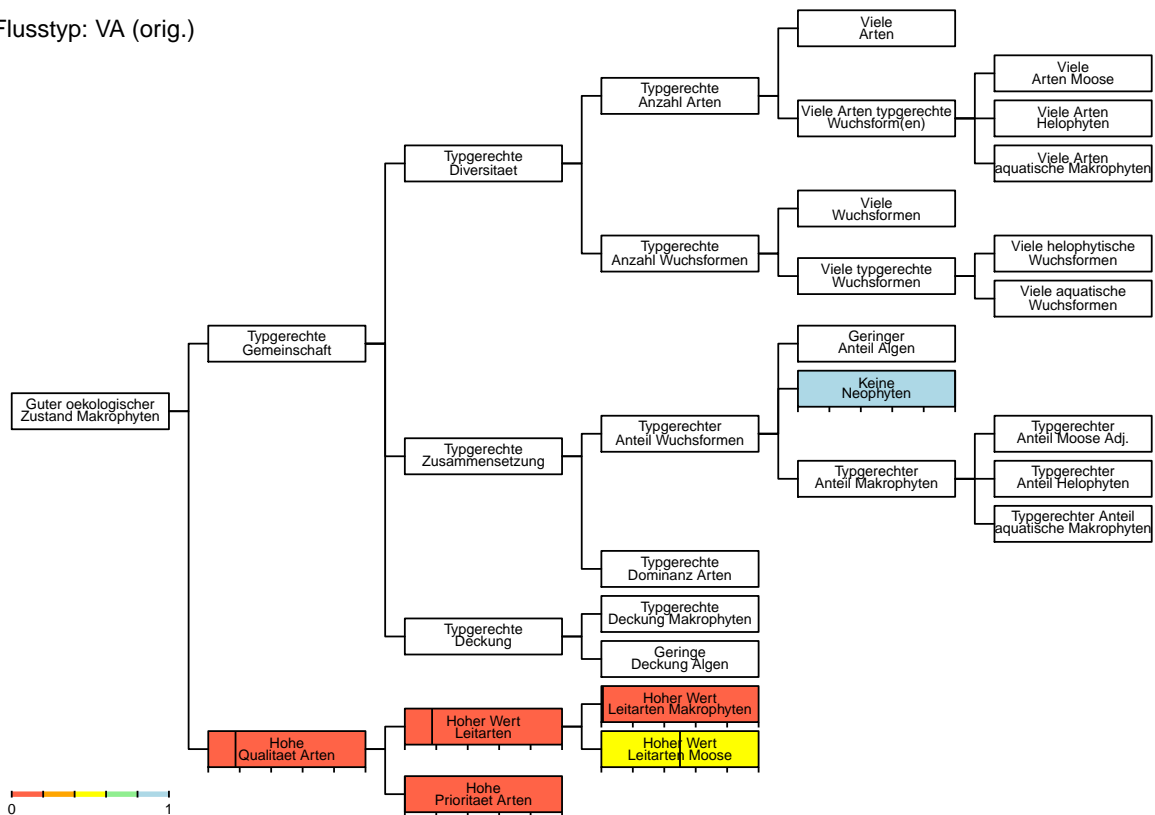 Flusstyp: VA (orig.)
Viele
Arten
Viele
Arten Moose
Typgerechte
Anzahl Arten
Viele Arten typgerechte
Wuchsform(en)
Viele Arten
Helophyten
Viele Arten
aquatische Makrophyten
Typgerechte
Diversitaet
Viele
Wuchsformen
Typgerechte
Anzahl Wuchsformen
Viele helophytische
Wuchsformen
Viele typgerechte
Wuchsformen
Viele aquatische
Wuchsformen
Typgerechte
Gemeinschaft
Geringer
Anteil Algen
Keine
Neophyten
Guter oekologischer
Zustand Makrophyten
Typgerechter
Anteil Wuchsformen
Typgerechter
Anteil Moose Adj.
Typgerechte
Zusammensetzung
Typgerechter
Anteil Makrophyten
Typgerechter
Anteil Helophyten
Typgerechter Anteil
aquatische Makrophyten
Typgerechte
Dominanz Arten
Typgerechte
Deckung Makrophyten
Typgerechte
Deckung
Geringe
Deckung Algen
Hoher Wert
Leitarten Makrophyten
Hoher Wert
Leitarten
Hohe
Qualitaet Arten
Hoher Wert
Leitarten Moose
Hohe
Prioritaet Arten
0 1